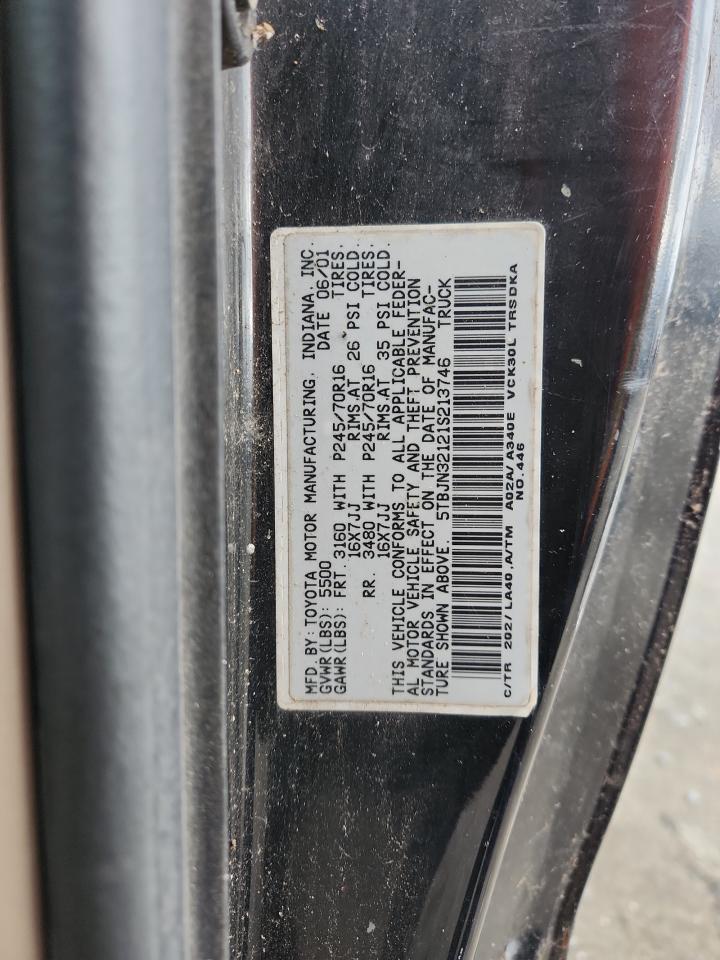 MFD. BY: TOYOTA MOTOR MANUFACTURING, INDIANA, INC.
GVWR(LBS): 5500 DATE 06/01
GAWR(LBS): FRT. 3160 WITH P245/70R16 TIRES,
16X7JJ RIMS,AT 26 PSI COLD.
RR. 3480 WITH P245/70R16 TIRES,
16X7JJ RIMS,AT 35 PSI COLD.
THIS VEHICLE CONFORMS TO ALL APPLICABLE FEDER-
AL MOTOR VEHICLE SAFETY AND THEFT PREVENTION
STANDARDS IN EFFECT ON THE DATE OF MANUFAC-
TURE SHOWN ABOVE. 5TBJN32121S213746 TRUCK
C/TR 202/ LA40 ,A/TM A02A/ A340E VCK30L TRSDKA
NO.446